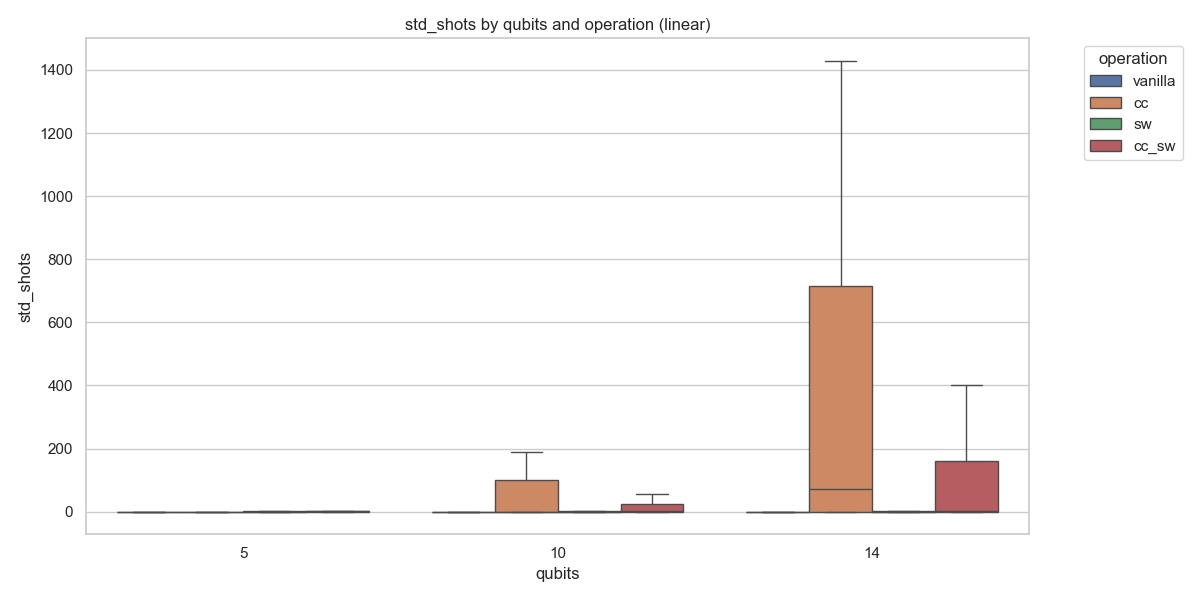 std_shots by qubits and operation (linear)
operation
vanilla
cc
sw
cc_sw
1400
1200
1000
800
600
400
200
0
std_shots
5
10
14
qubits